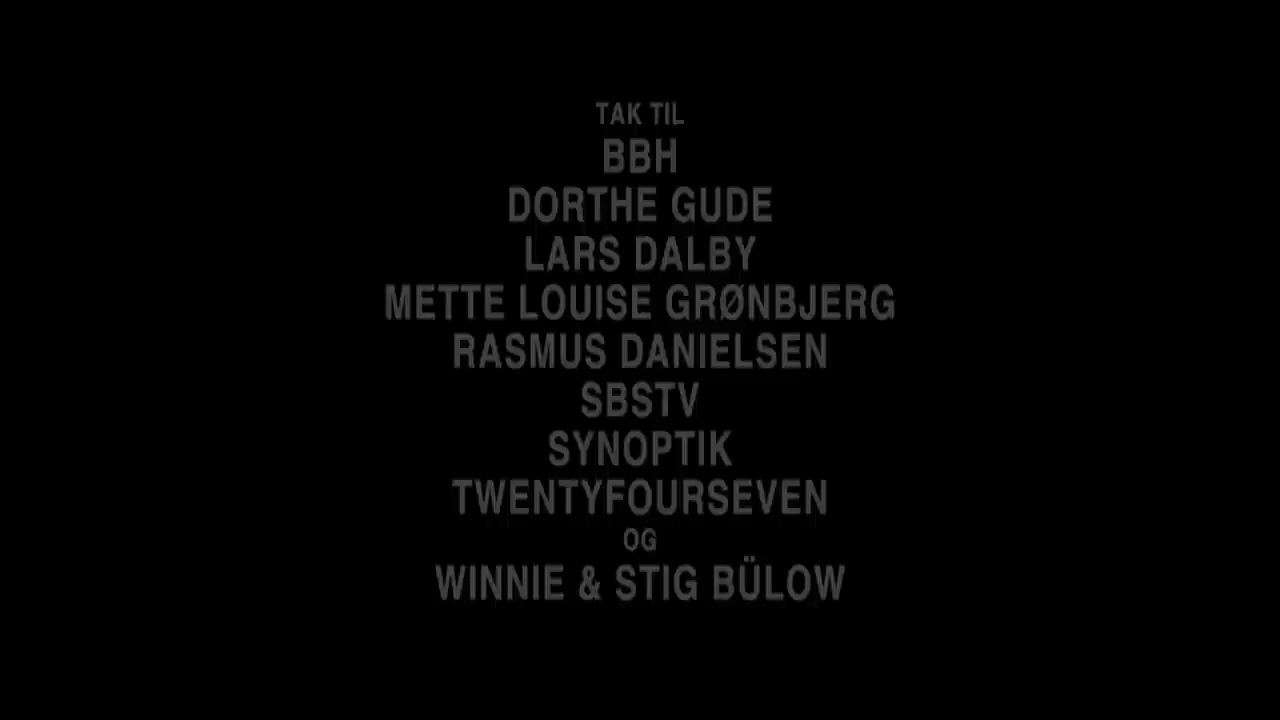 TAK TIL
BBH
DORTHE GUDE
LARS DALBY
METTE LOUISE GRØNBJERG
RASMUS DANIELSEN
SBSTV
SYNOPTIK
TWENTYFOURSEVEN
OG
WINNIE & STIG BÜLOW